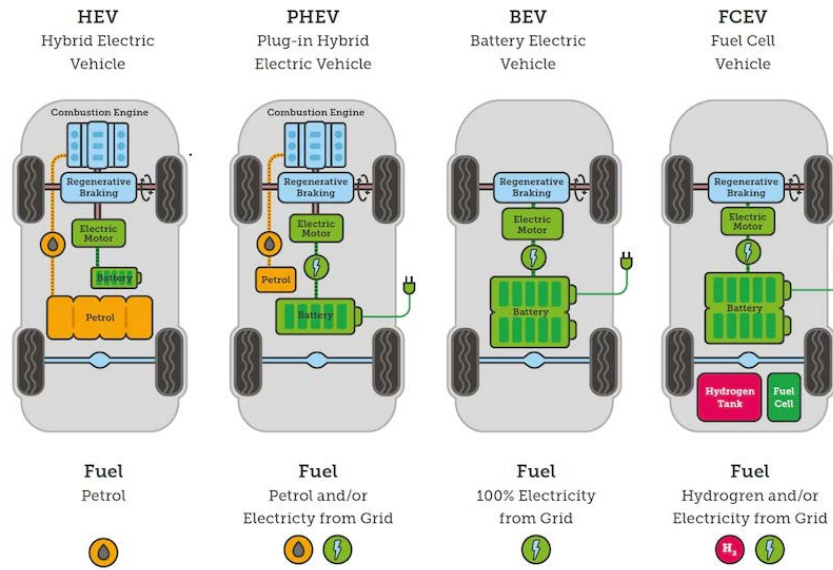 HEV
Hybrid Electric
Vehicle
Combustion Engine
Regenerative
Braking
Electric
Motor
Battery
Petrol
Fuel
Petrol
PHEV
Plug-in Hybrid
Electric Vehicle
Combustion Engine
Regenerative
Braking
Electric
Motor
Petrol
Battery
Fuel
Petrol and/or
Electricty from Grid
BEV
Battery Electric
Vehicle
Regenerative
Braking
Electric
Motor
Battery
Fuel
100% Electricity
from Grid
FCEV
Fuel Cell
Vehicle
Regenerative
Braking
Electric
Motor
Battery
Hydrogen
Tank
Fuel
Cell
Fuel
Hydrogren and/or
Electricity from Grid
H₂